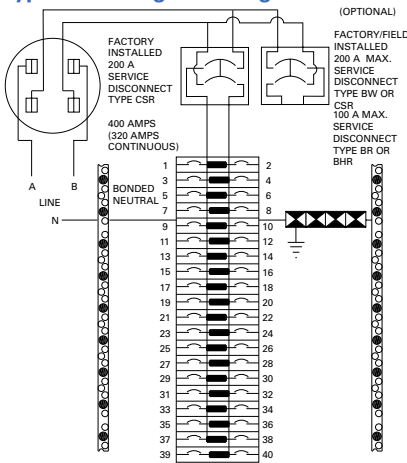 (OPTIONAL)
FACTORY
INSTALLED
200 A
SERVICE
DISCONNECT
TYPE CSR
400 AMPS
(320 AMPS
CONTINUOUS)
FACTORY/FIELD
INSTALLED
200 A MAX.
SERVICE
DISCONNECT
TYPE BW OR
CSR
100 A MAX.
SERVICE
DISCONNECT
TYPE BR OR
BHR
A B
LINE
N
BONDED
NEUTRAL
1 2
3 4
5 6
7 8
9 10
11 12
13 14
15 16
17 18
19 20
21 22
23 24
25 26
27 28
29 30
31 32
33 34
35 36
37 38
39 40